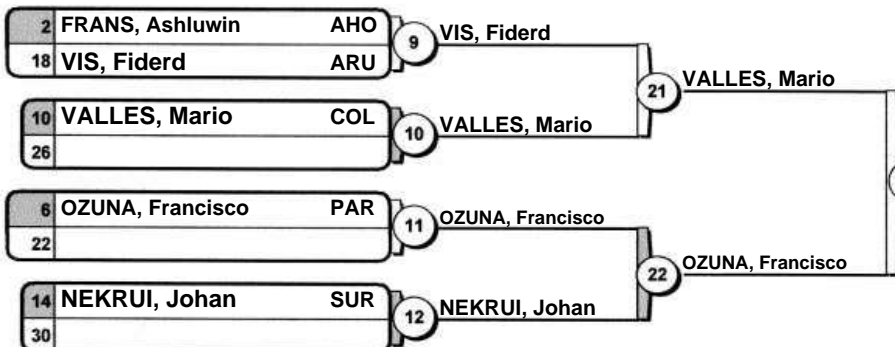 2 FRANS, Ashluwin AHO
18 VIS, Fiderd ARU
9 VIS, Fiderd
10 VALLES, Mario COL
26
10 VALLES, Mario
21 VALLES, Mario
6 OZUNA, Francisco PAR
22
11 OZUNA, Francisco
14 NEKRUI, Johan SUR
30
12 NEKRUI, Johan
22 OZUNA, Francisco